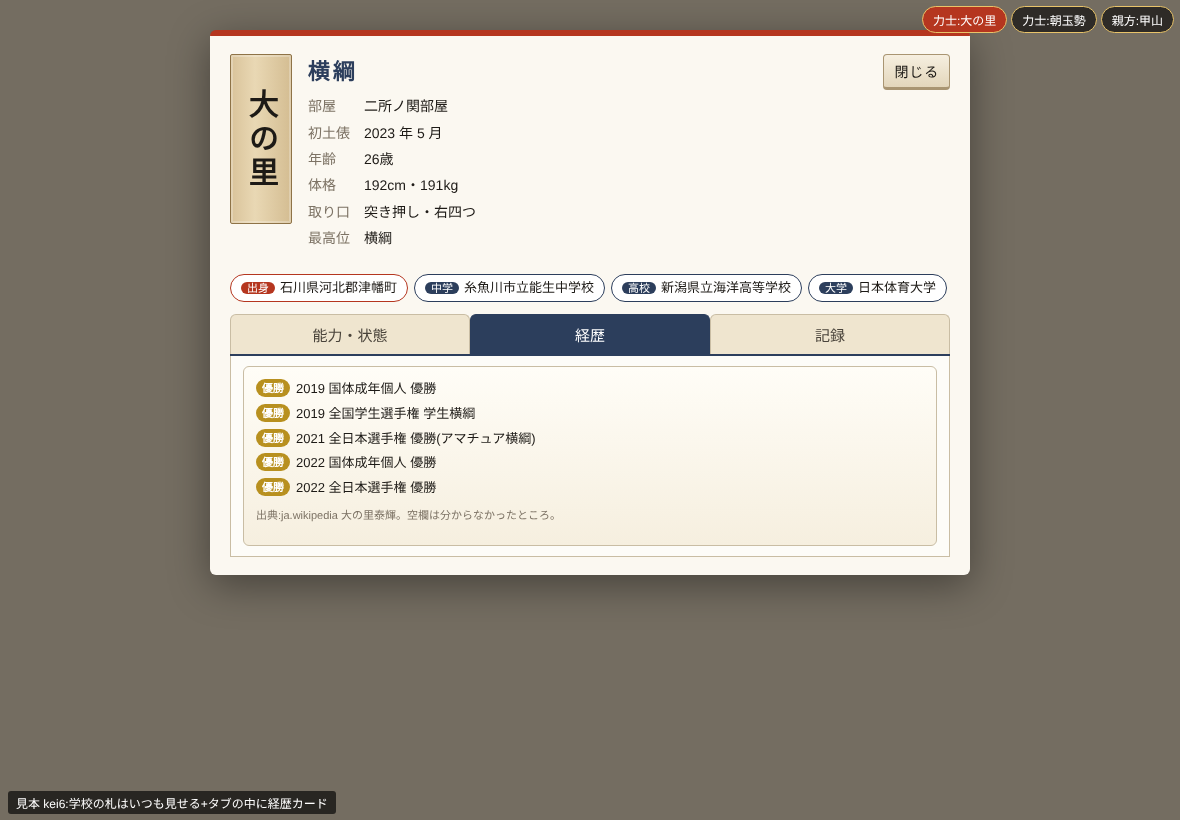 力士:大の里 力士:朝玉勢 親方:甲山
大の里
横綱
閉じる
部屋 二所ノ関部屋
初土俵 2023 年 5 月
年齢 26歳
体格 192cm・191kg
取り口 突き押し・右四つ
最高位 横綱
出身 石川県河北郡津幡町 中学 糸魚川市立能生中学校 高校 新潟県立海洋高等学校 大学 日本体育大学
能力・状態 経歴 記録
優勝 2019 国体成年個人 優勝
優勝 2019 全国学生選手権 学生横綱
優勝 2021 全日本選手権 優勝(アマチュア横綱)
優勝 2022 国体成年個人 優勝
優勝 2022 全日本選手権 優勝
出典:ja.wikipedia 大の里泰輝。空欄は分からなかったところ。
見本 kei6:学校の札はいつも見せる+タブの中に経歴カード